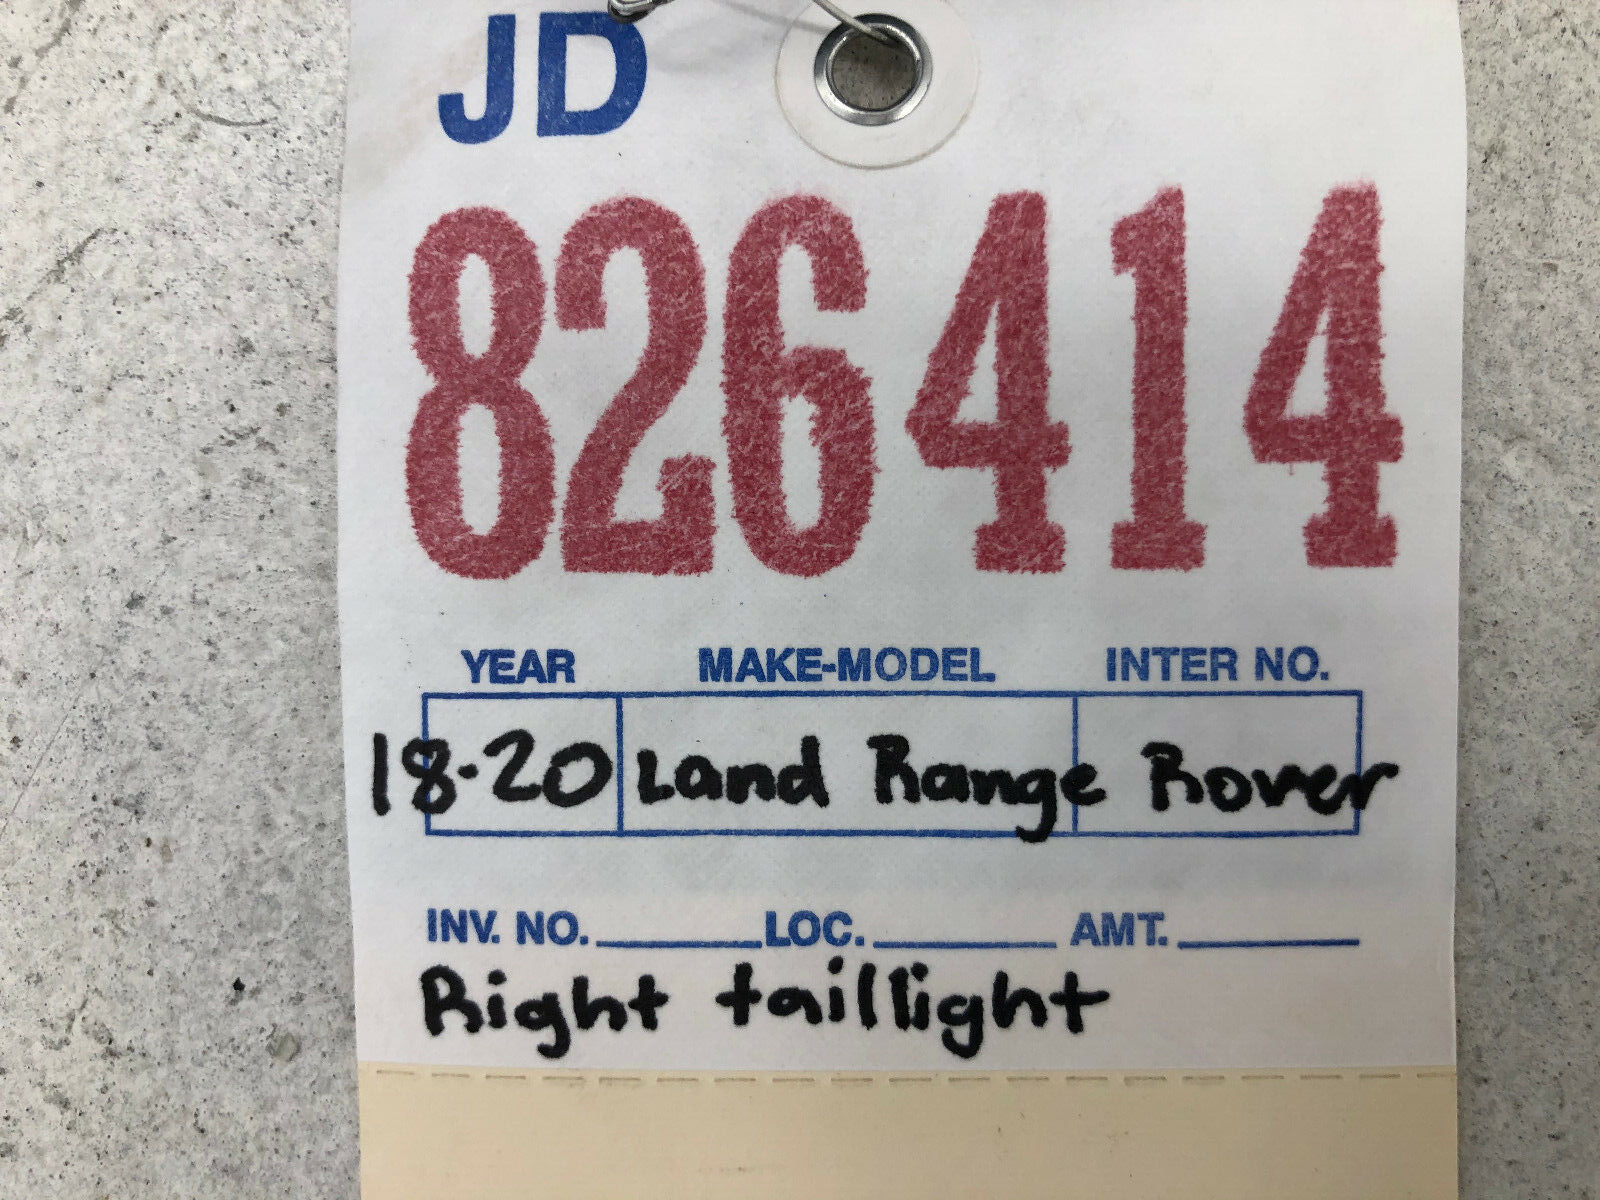 JD
826414
YEAR MAKE-MODEL INTER NO.
18-20 Land Range Rover
INV. NO. LOC. AMT.
Right taillight